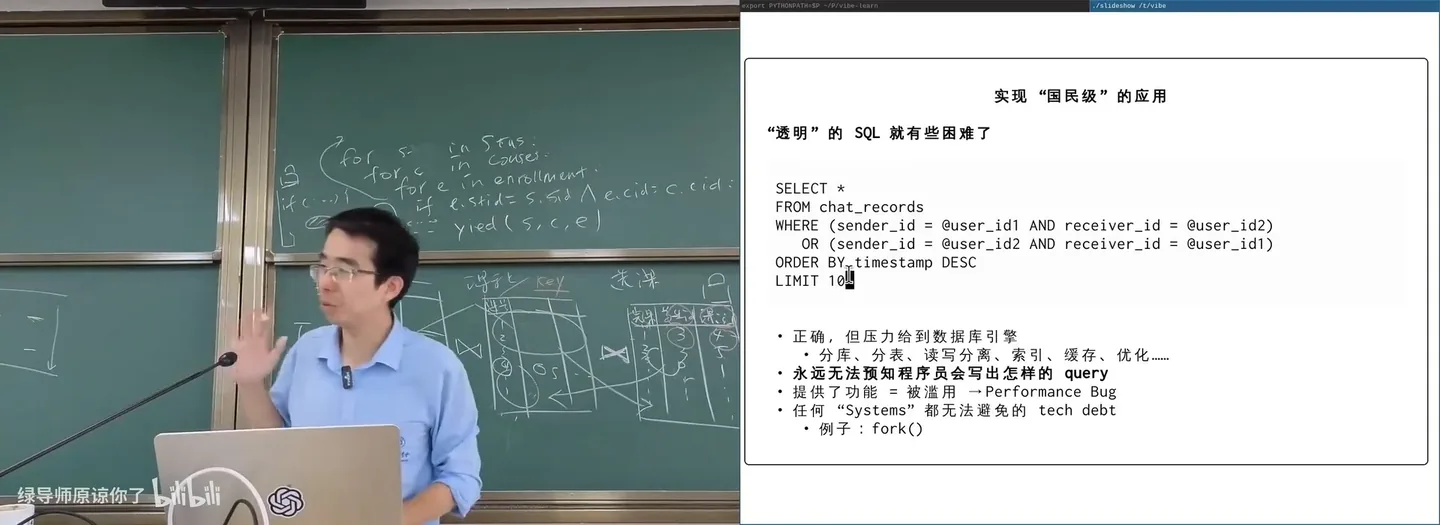 export PYTHONPATH=$P ~/P/vibe-learn
./slideshow /t/vibe
for s in Stus:
for c in courses:
for e in enrollment.
if e.stid = s.sid ∧ e.cid = c.cid:
yield (s, c, e)
if (...)
key
选课
OS
绿导师原谅你了 bilibili
实现 “国民级” 的应用
“透明” 的 SQL 就有些困难了
SELECT *
FROM chat_records
WHERE (sender_id = @user_id1 AND receiver_id = @user_id2)
OR (sender_id = @user_id2 AND receiver_id = @user_id1)
ORDER BY timestamp DESC
LIMIT 10
• 正确，但压力给到数据库引擎
• 分库、分表、读写分离、索引、缓存、优化……
• 永远无法预知程序员会写出怎样的 query
• 提供了功能 = 被滥用 → Performance Bug
• 任何 “Systems” 都无法避免的 tech debt
• 例子：fork()